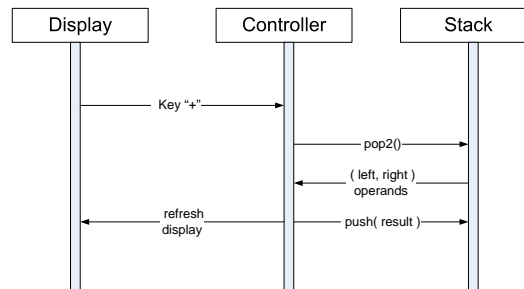 Display
Controller
Stack
Key “+”
pop2()
( left, right )
operands
refresh
display
push( result )